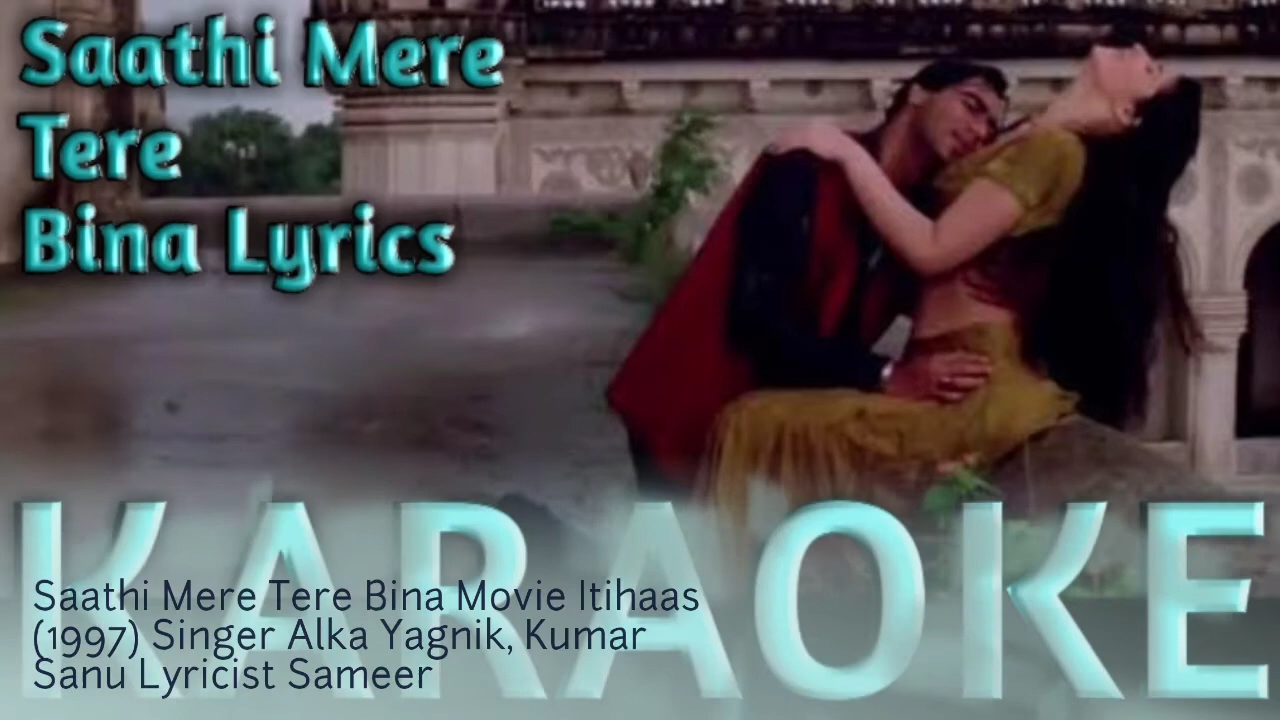 Saathi Mere
Tere
Bina Lyrics
KARAOKE
Saathi Mere Tere Bina Movie Itihaas
(1997) Singer Alka Yagnik, Kumar
Sanu Lyricist Sameer